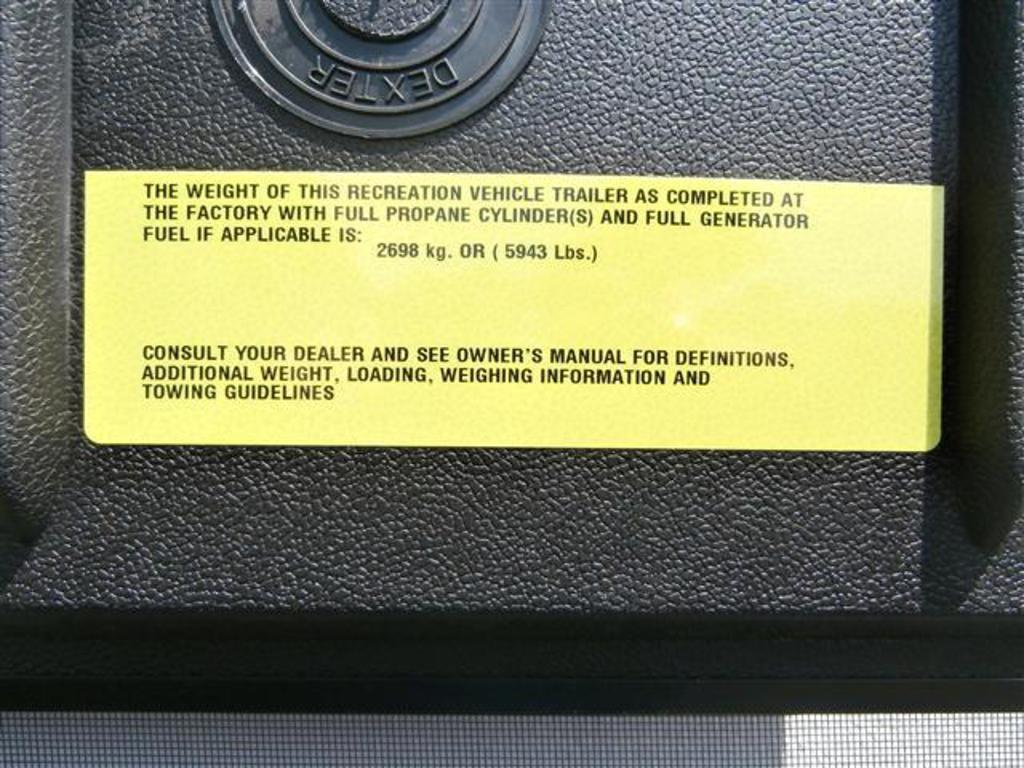 DEXTER
THE WEIGHT OF THIS RECREATION VEHICLE TRAILER AS COMPLETED AT
THE FACTORY WITH FULL PROPANE CYLINDER(S) AND FULL GENERATOR
FUEL IF APPLICABLE IS:
2698 kg. OR ( 5943 Lbs.)
CONSULT YOUR DEALER AND SEE OWNER'S MANUAL FOR DEFINITIONS,
ADDITIONAL WEIGHT, LOADING, WEIGHING INFORMATION AND
TOWING GUIDELINES